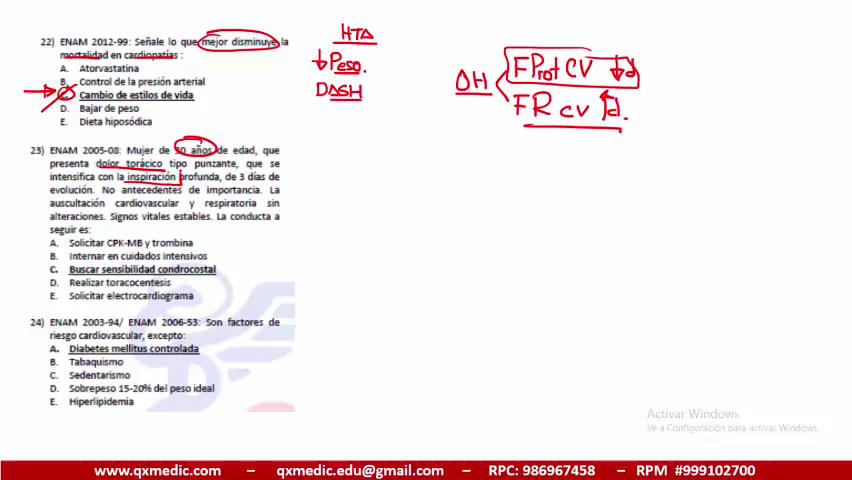 22) ENAM 2012-99: Señale lo que mejor disminuye la
mortalidad en cardiopatías :
A. Atorvastatina
B. Control de la presión arterial
C. Cambio de estilos de vida
D. Bajar de peso
E. Dieta hiposódica
23) ENAM 2005-08: Mujer de 30 años de edad, que
presenta dolor torácico tipo punzante, que se
intensifica con la inspiración profunda, de 3 días de
evolución. No antecedentes de importancia. La
auscultación cardiovascular y respiratoria sin
alteraciones. Signos vitales estables. La conducta a
seguir es:
A. Solicitar CPK-MB y trombina
B. Internar en cuidados intensivos
C. Buscar sensibilidad condrocostal
D. Realizar toracocentesis
E. Solicitar electrocardiograma
24) ENAM 2003-94/ ENAM 2006-53: Son factores de
riesgo cardiovascular, excepto:
A. Diabetes mellitus controlada
B. Tabaquismo
C. Sedentarismo
D. Sobrepeso 15-20% del peso ideal
E. Hiperlipidemia
HTA
↓ Peso.
DASH
OH
FProt CV ↓d
FR CV ↑d.
Activar Windows
Ve a Configuración para activar Windows.
www.qxmedic.com – qxmedic.edu@gmail.com – RPC: 986967458 – RPM #999102700